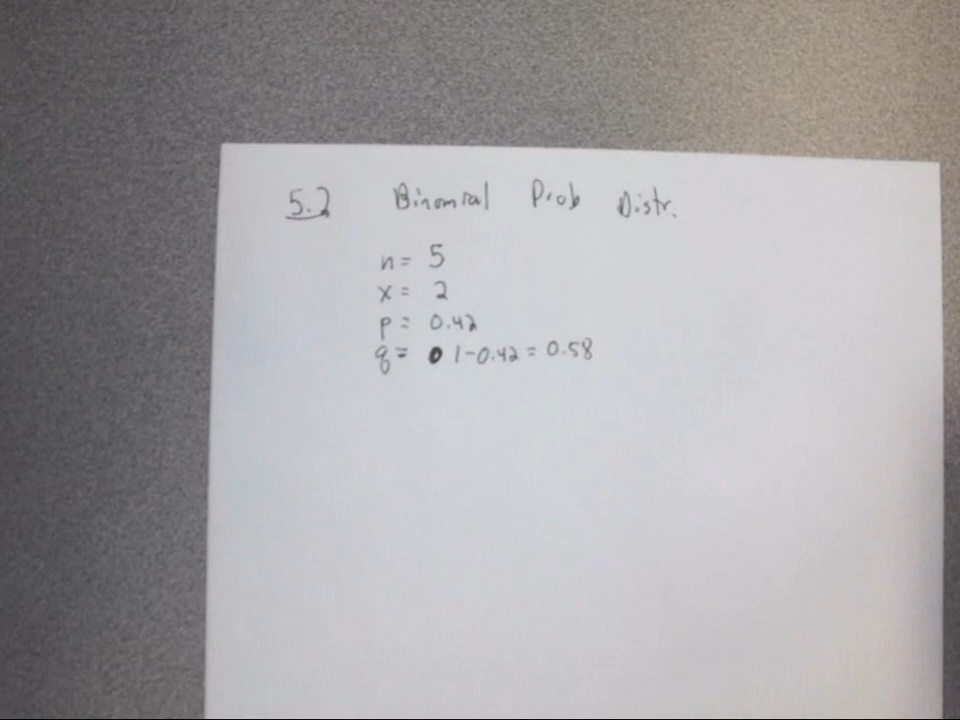 5.2 Binomial Prob Distr.
n = 5
x = 2
p = 0.42
q = 1-0.42 = 0.58